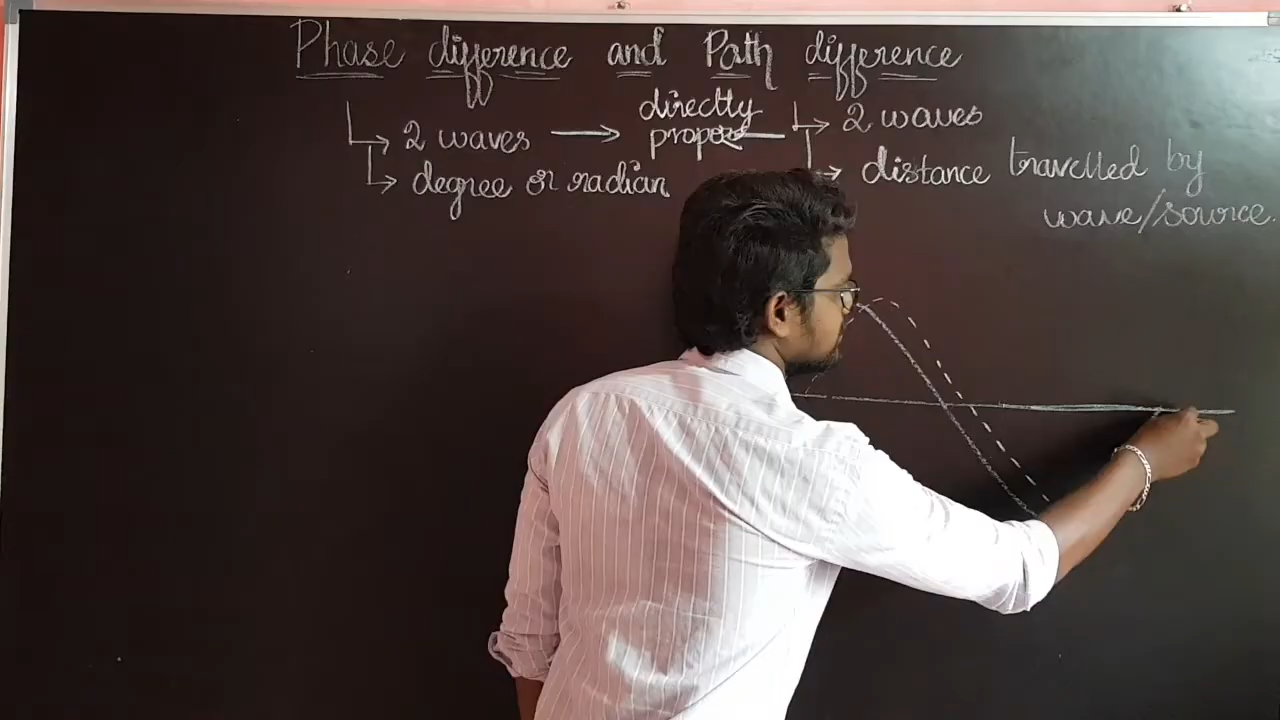 Phase difference and Path difference
2 waves → directly propor ← 2 waves
degree or radian
distance travelled by
wave/source.